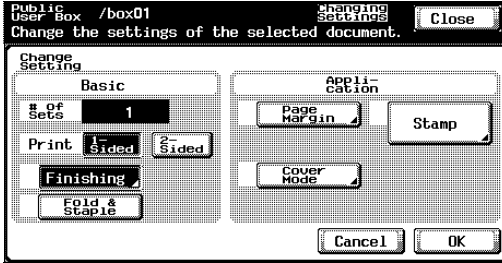 Public
User Box /box01
Changing
Settings
Close
Change the settings of the selected document.
Change
Setting
Basic
# of
Sets
1
Print
1-
Sided
2-
Sided
Finishing
Fold &
Staple
Appli-
cation
Page
Margin
Stamp
Cover
Mode
Cancel
OK